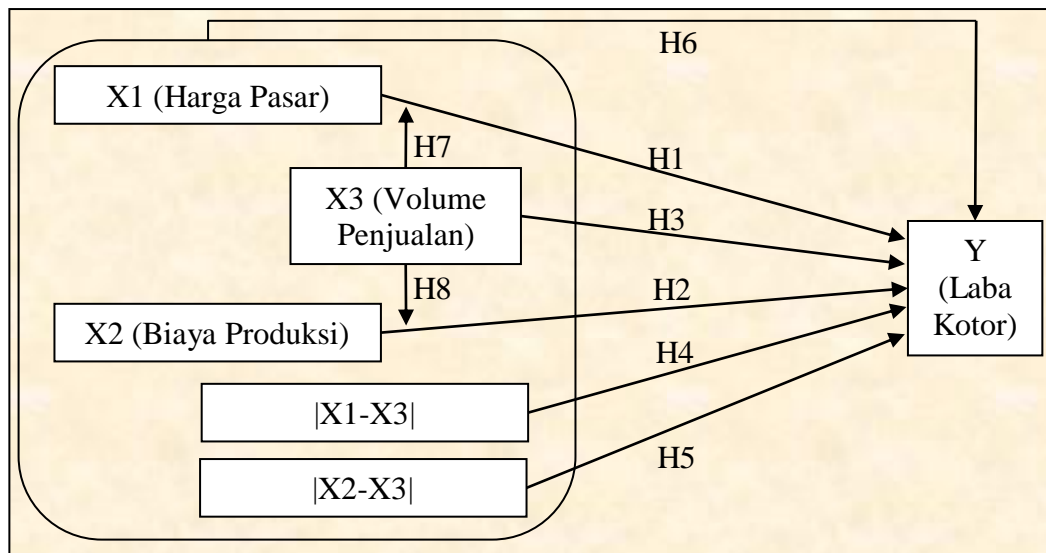 H6
X1 (Harga Pasar)
H7
H1
X3 (Volume
Penjualan)
H3
Y
(Laba
Kotor)
H8
H2
X2 (Biaya Produksi)
H4
|X1-X3|
H5
|X2-X3|